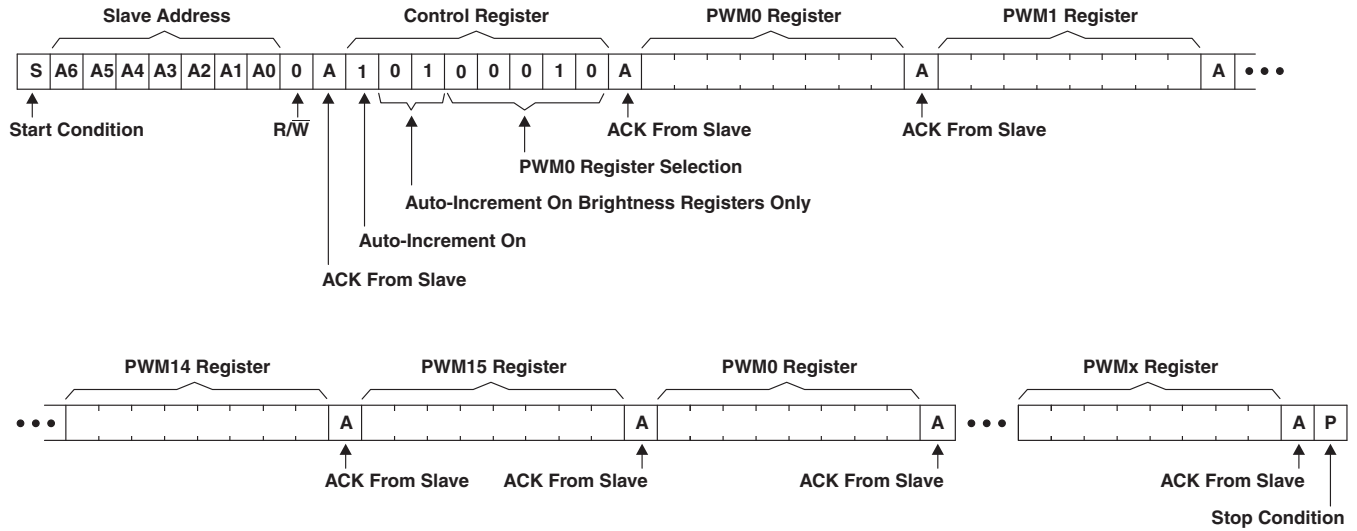 Slave Address Control Register PWM0 Register PWM1 Register
S A6 A5 A4 A3 A2 A1 A0 0 A 1 0 1 0 0 0 1 0 A A A •••
Start Condition R/W̅ ACK From Slave ACK From Slave
PWM0 Register Selection
Auto-Increment On Brightness Registers Only
Auto-Increment On
ACK From Slave
PWM14 Register PWM15 Register PWM0 Register PWMx Register
••• A A A ••• A P
ACK From Slave ACK From Slave ACK From Slave ACK From Slave
Stop Condition